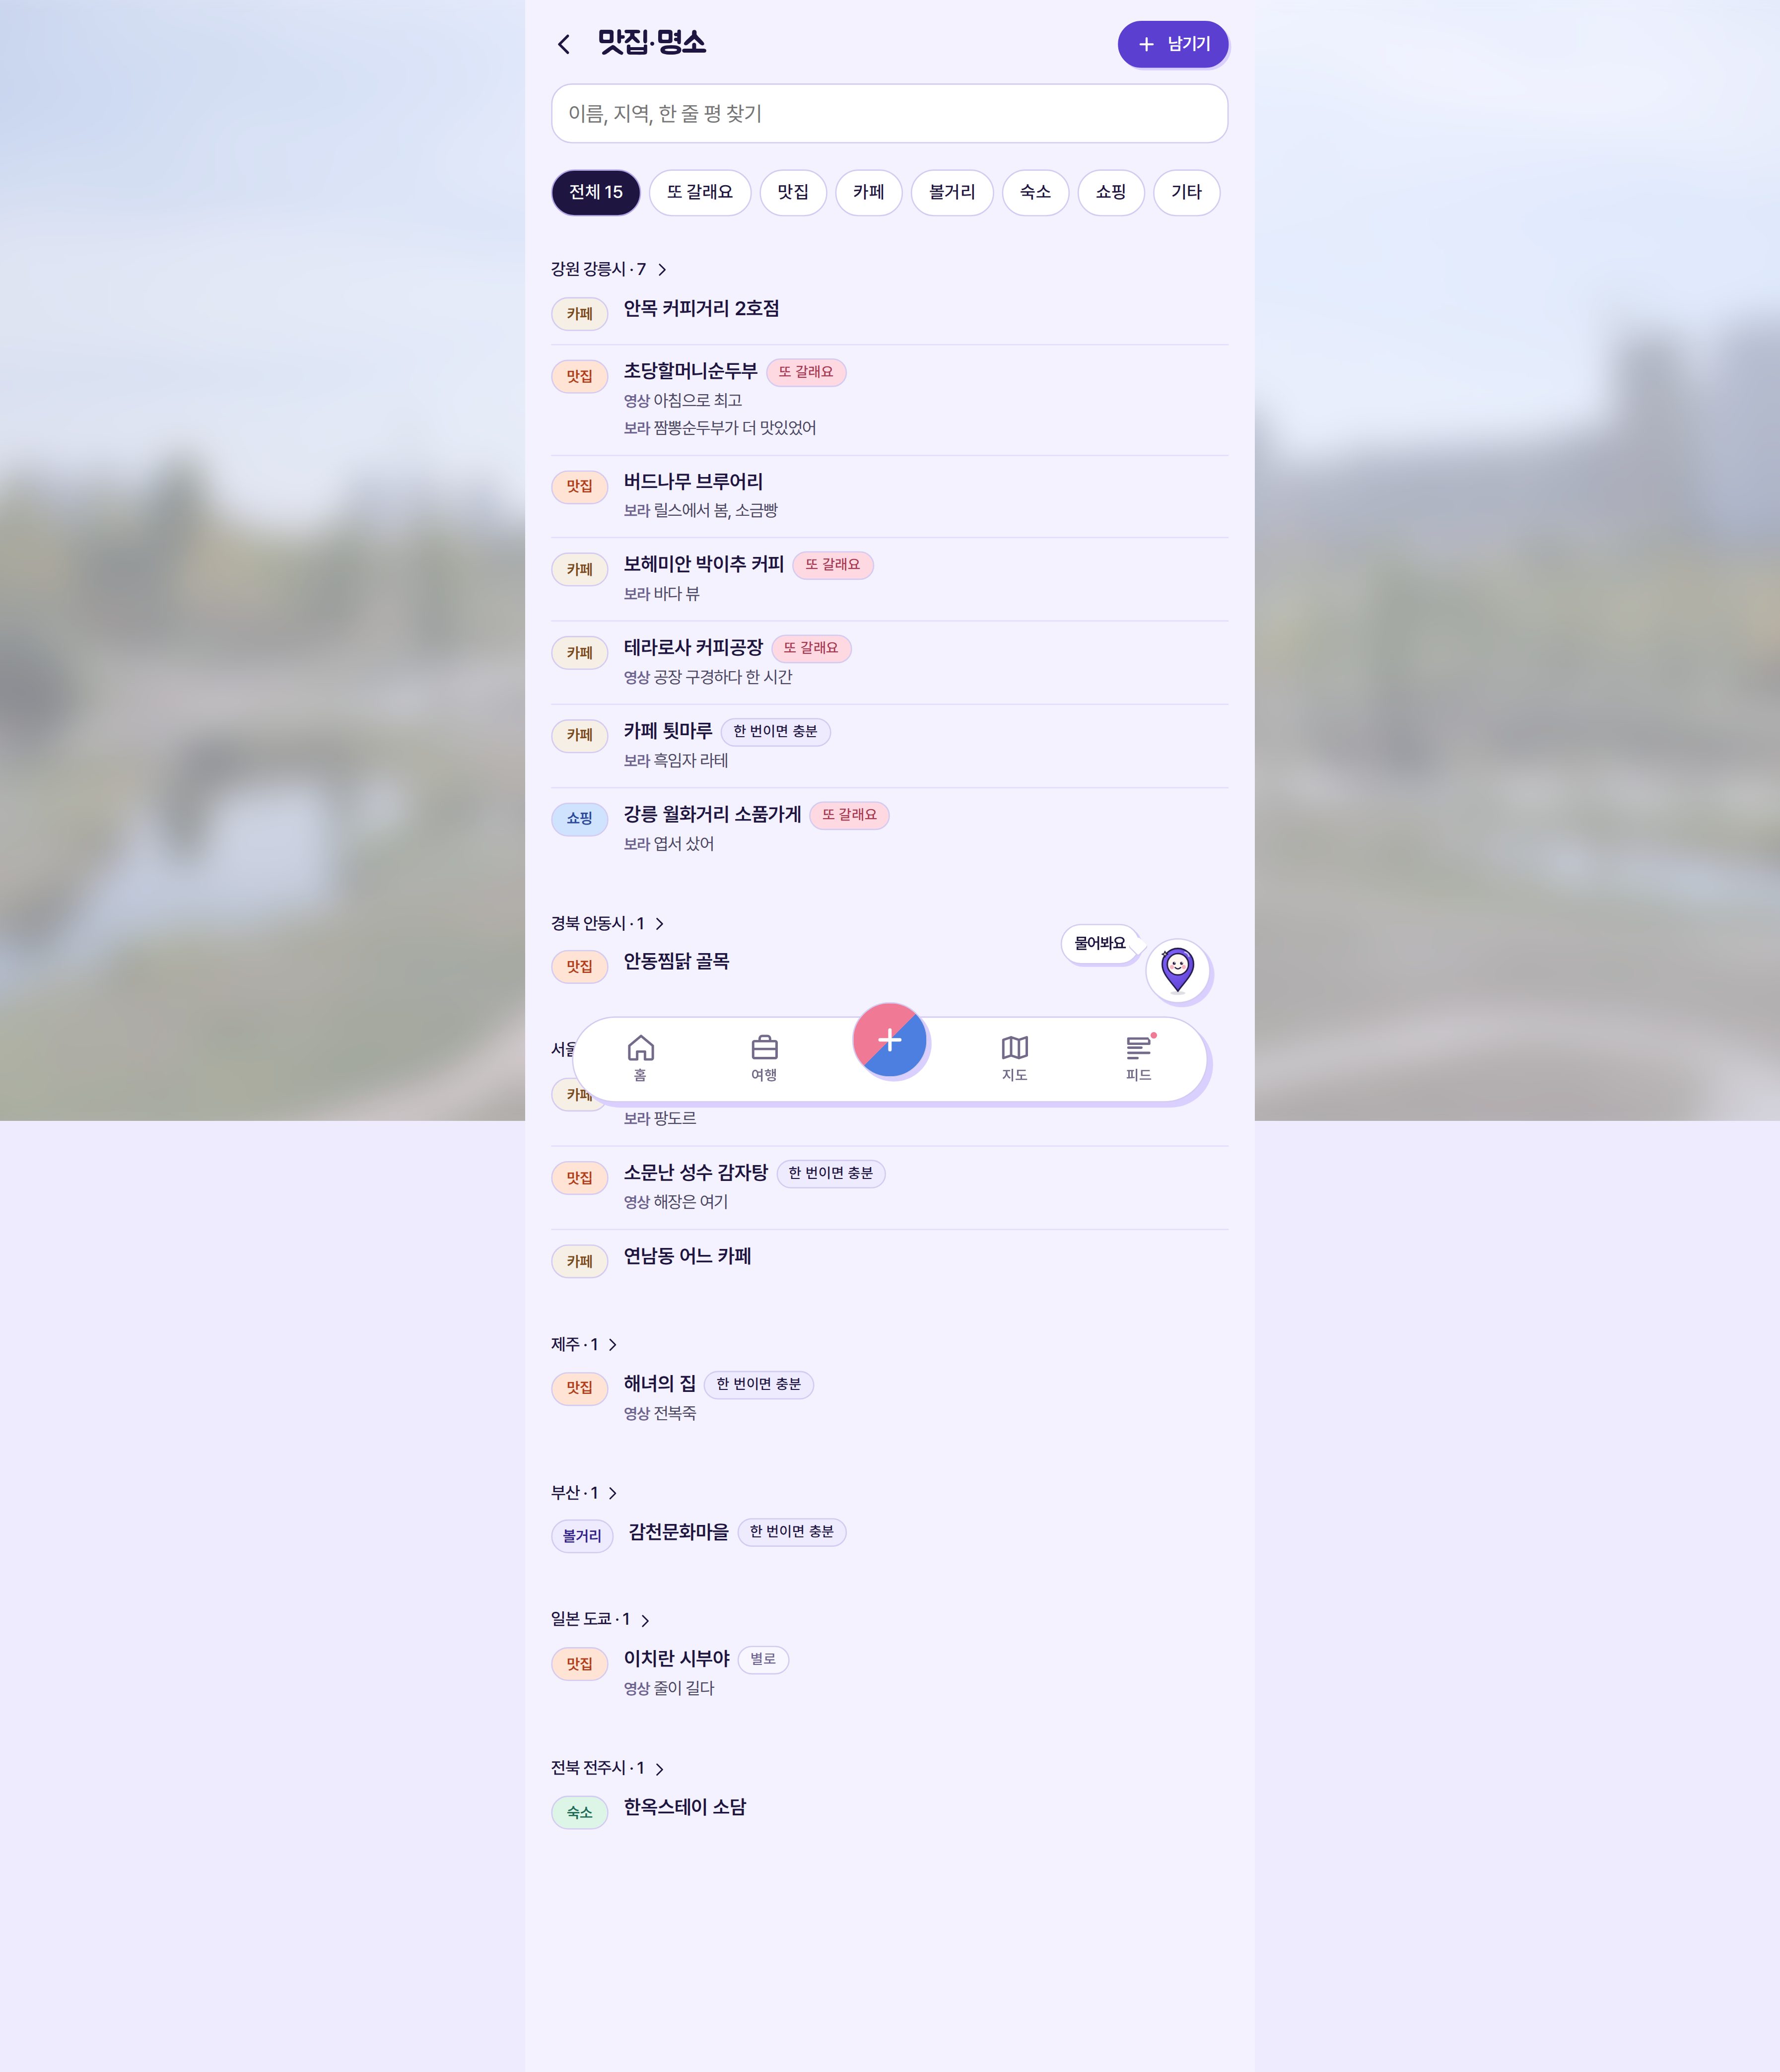 맛집·명소
+ 남기기
이름, 지역, 한 줄 평 찾기
전체 15
또 갈래요
맛집
카페
볼거리
숙소
쇼핑
기타
강원 강릉시 · 7
카페
안목 커피거리 2호점
맛집
초당할머니순두부
또 갈래요
영상 아침으로 최고
보라 짬뽕순두부가 더 맛있었어
맛집
버드나무 브루어리
보라 릴스에서 봄, 소금빵
카페
보헤미안 박이추 커피
또 갈래요
보라 바다 뷰
카페
테라로사 커피공장
또 갈래요
영상 공장 구경하다 한 시간
카페
카페 툇마루
한 번이면 충분
보라 흑임자 라테
쇼핑
강릉 월화거리 소품가게
또 갈래요
보라 엽서 샀어
경북 안동시 · 1
물어봐요
맛집
안동찜닭 골목
홈
여행
지도
피드
카페
보라 팡도르
맛집
소문난 성수 감자탕
한 번이면 충분
영상 해장은 여기
카페
연남동 어느 카페
제주 · 1
맛집
해녀의 집
한 번이면 충분
영상 전복죽
부산 · 1
볼거리
감천문화마을
한 번이면 충분
일본 도쿄 · 1
맛집
이치란 시부야
별로
영상 줄이 길다
전북 전주시 · 1
숙소
한옥스테이 소담